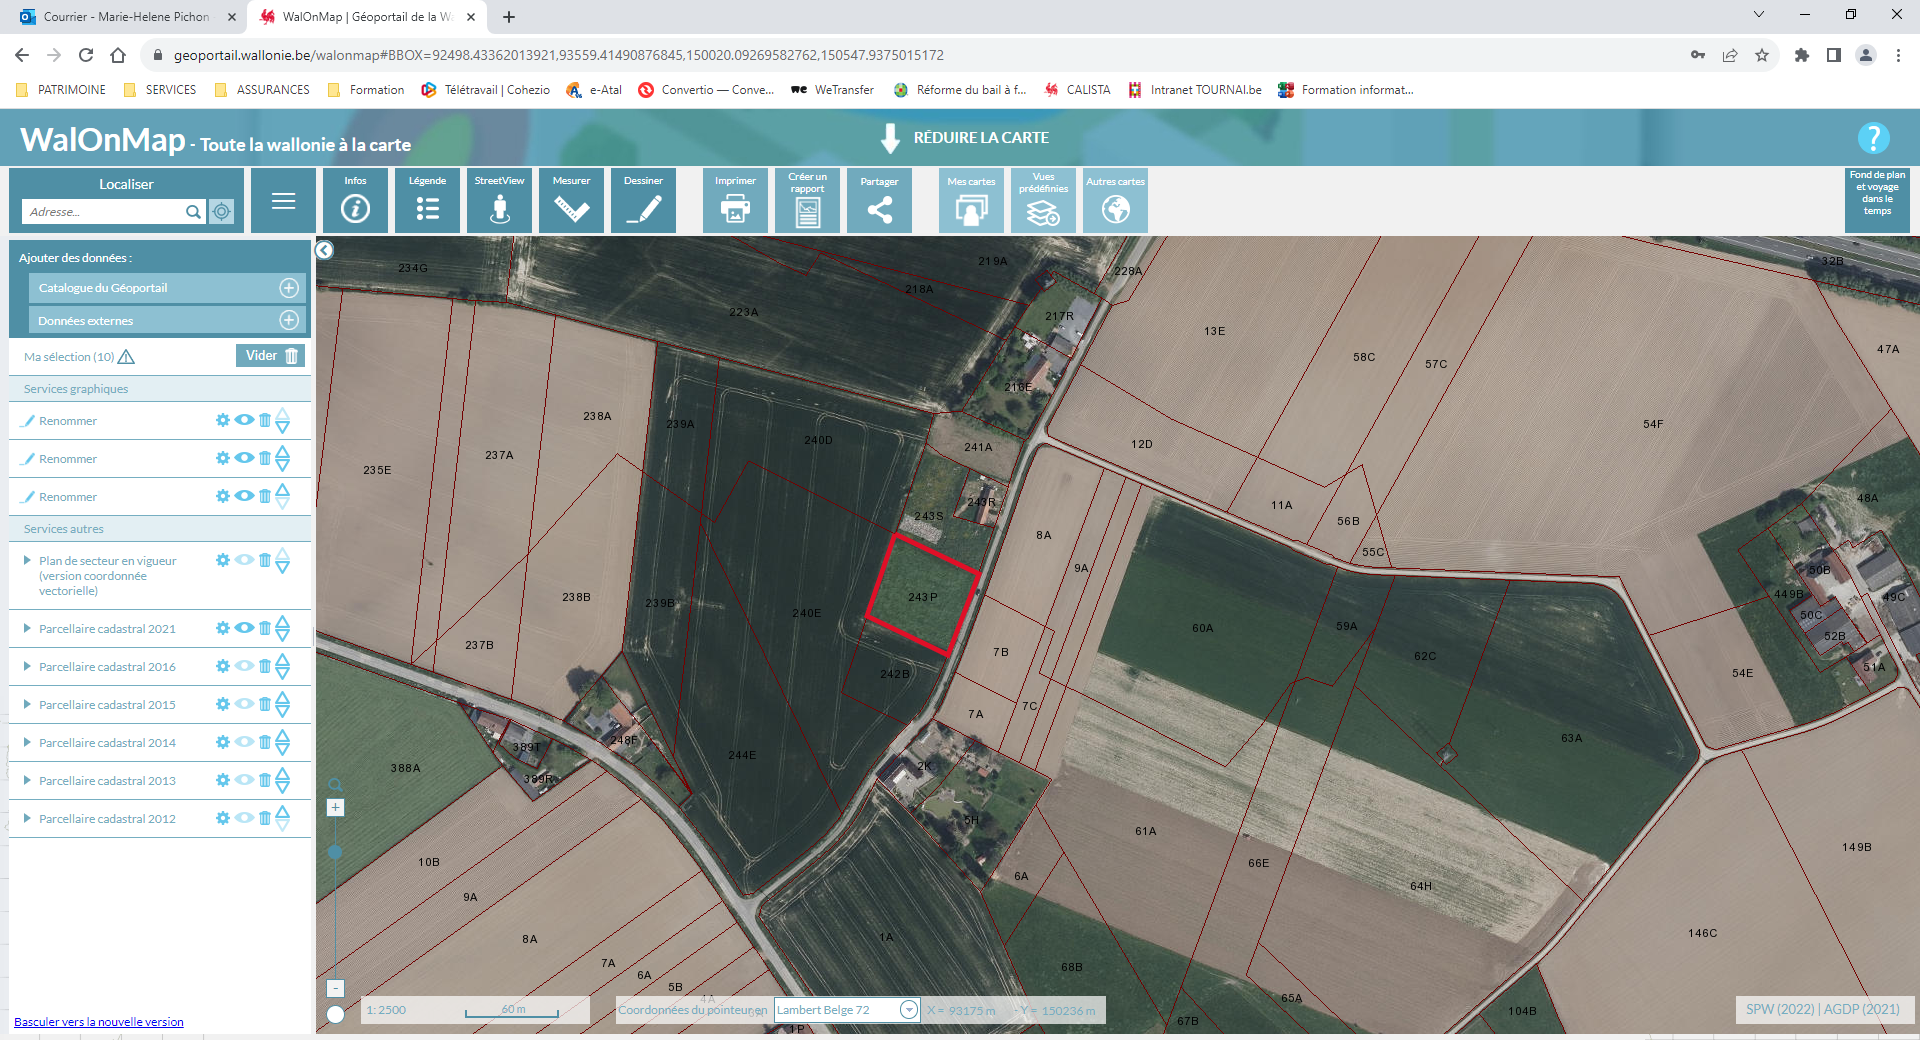 Courrier - Marie-Helene Pichon
WalOnMap | Géoportail de la Wa
geoportail.wallonie.be/walonmap#BBOX=92498.43362013921,93559.41490876845,150020.09269582762,150547.9375015172
PATRIMOINE
SERVICES
ASSURANCES
Formation
Télétravail | Cohezio
e-Atal
Convertio — Conve...
WeTransfer
Réforme du bail à f...
CALISTA
Intranet TOURNAI.be
Formation informat...
WalOnMap - Toute la wallonie à la carte
RÉDUIRE LA CARTE
?
Localiser
Adresse...
Infos
Légende
StreetView
Mesurer
Dessiner
Imprimer
Créer un
rapport
Partager
Mes cartes
Vues
prédéfinies
Autres cartes
Fond de plan
et voyage
dans le
temps
Ajouter des données :
Catalogue du Géoportail
Données externes
Ma sélection (10)
Vider
Services graphiques
Renommer
Renommer
Renommer
Services autres
Plan de secteur en vigueur
(version coordonnée
vectorielle)
Parcellaire cadastral 2021
Parcellaire cadastral 2016
Parcellaire cadastral 2015
Parcellaire cadastral 2014
Parcellaire cadastral 2013
Parcellaire cadastral 2012
Basculer vers la nouvelle version
234G
219A
228A
32B
218A
223A
217R
13E
47A
58C
57C
216E
238A
239A
240D
54F
12D
241A
237A
235E
48A
243R
11A
243S
56B
8A
55C
9A
50B
449B
49C
238B
239B
240E
243P
50C
60A
59A
52B
237B
7B
62C
51A
242B
54E
7A
7C
63A
248F
389T
244E
2K
388A
389R
5H
61A
149B
10B
66E
6A
64H
9A
146C
8A
1A
7A
6A
68B
5B
4A
65A
104B
67B
1P
1:2500
60 m
Coordonnées du pointeur en
Lambert Belge 72
X = 93175 m - Y = 150236 m
SPW (2022) | AGDP (2021)